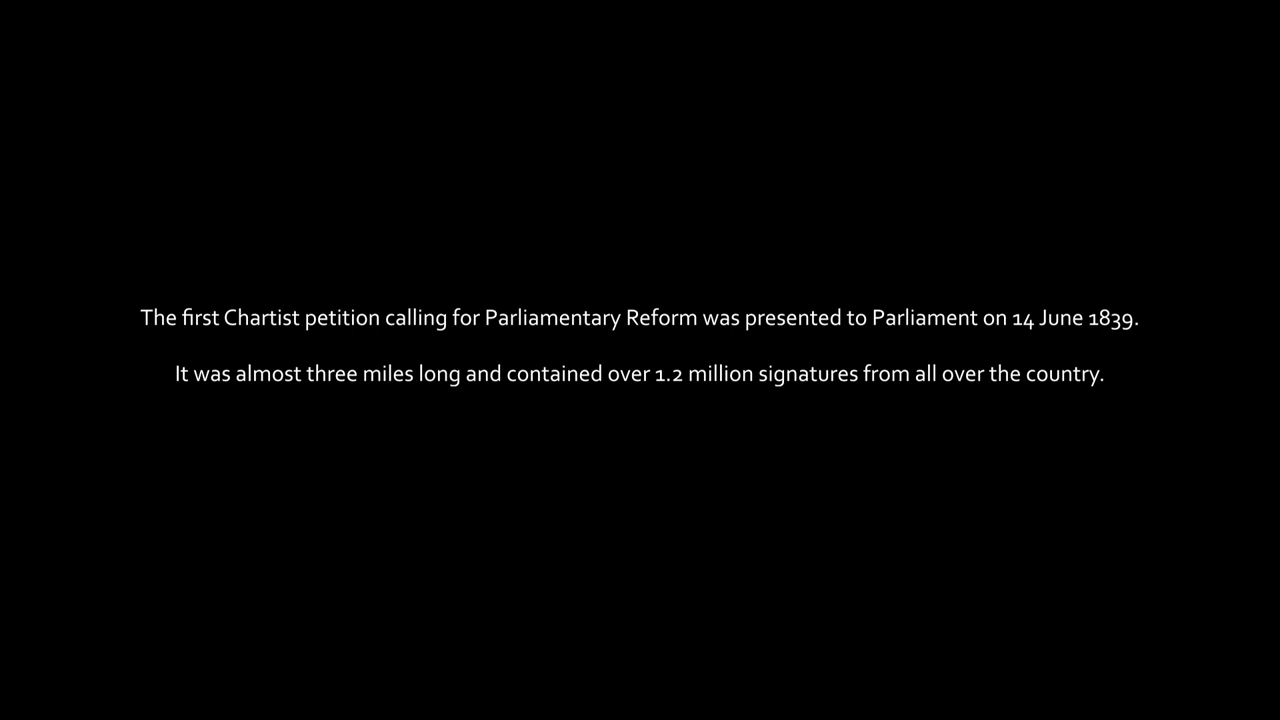 The first Chartist petition calling for Parliamentary Reform was presented to Parliament on 14 June 1839.
It was almost three miles long and contained over 1.2 million signatures from all over the country.